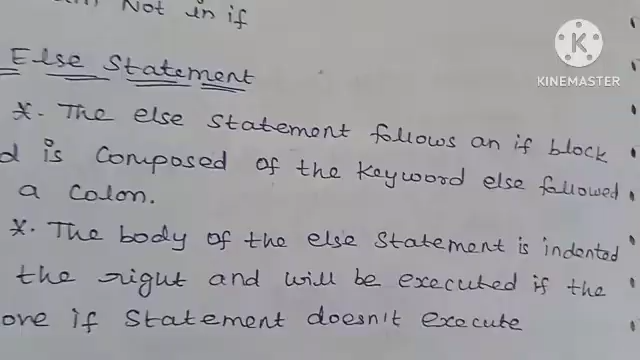 Not in if
KINEMASTER
Else Statement
*. The else statement follows an if block
d is composed of the keyword else followed
a colon.
*. The body of the else statement is indented
the right and will be executed if the
one if statement doesn't execute